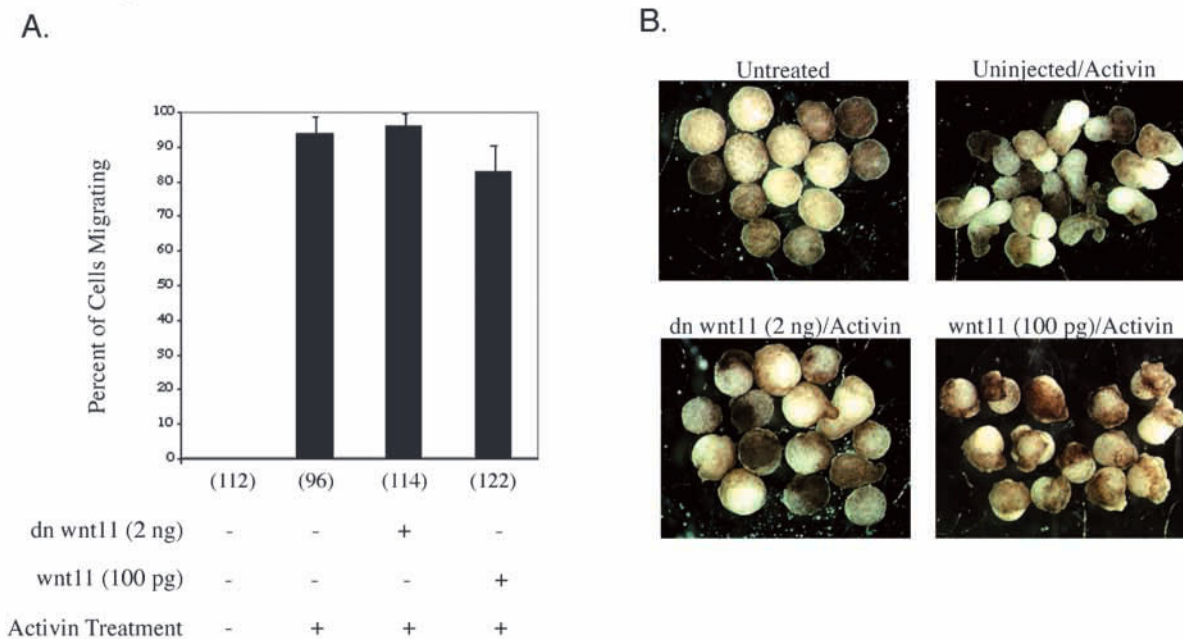 A.
Percent of Cells Migrating
100
90
80
70
60
50
40
30
20
10
0
(112) (96) (114) (122)
dn wnt11 (2 ng) - - + -
wnt11 (100 pg) - - - +
Activin Treatment - + + +
B.
Untreated
Uninjected/Activin
dn wnt11 (2 ng)/Activin
wnt11 (100 pg)/Activin